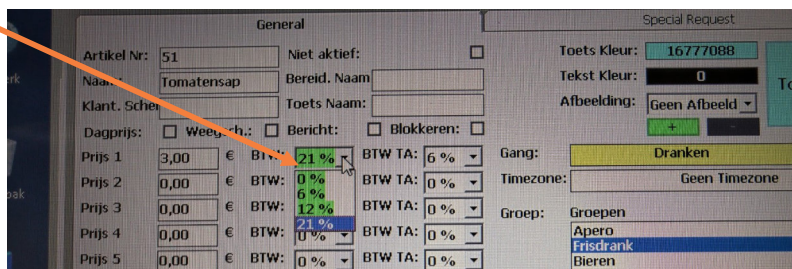 General
Special Request
Artikel Nr: 51 Niet aktief: Toets Kleur: 16777088
Tomatensap Bereid. Naam Tekst Kleur: 0
Klant. Toets Naam: Afbeelding: Geen Afbeeld
+ -
Dagprijs: Bericht: Blokkeren:
Prijs 1 3,00 € 21 % BTW TA: 6 % Gang: Dranken
Prijs 2 0,00 € BTW: 0 % BTW TA: 0 % Timezone: Geen Timezone
6 %
Prijs 3 0,00 € BTW: 12 % BTW TA: 0 % Groep: Groepen
21 %
Prijs 4 0,00 € BTW: 0 % BTW TA: 0 % Apero
Frisdrank
Prijs 5 0,00 € BTW: 0 % BTW TA: 0 % Bieren